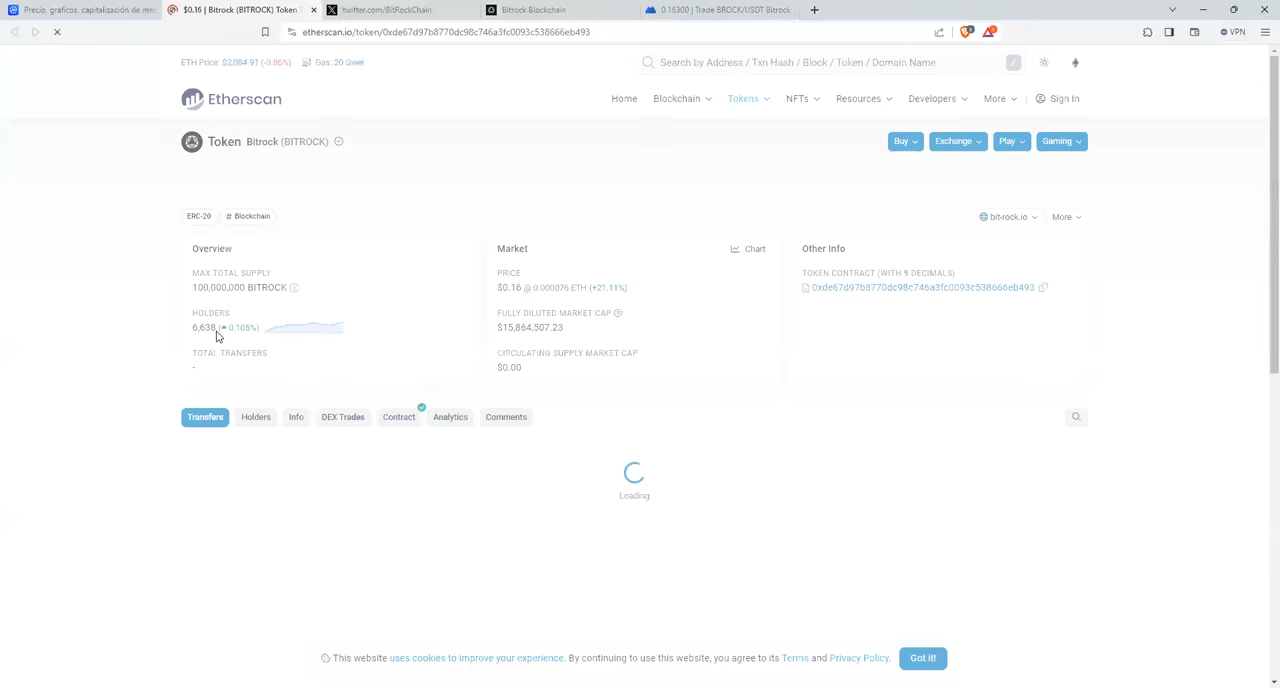 Precio, gráficos, capitalización de mer
$0.16 | Bitrock (BITROCK) Token
twitter.com/BitRockChain
Bitrock Blockchain
0.16300 | Trade BROCK/USDT Bitrock
etherscan.io/token/0xde67d97b8770dc98c746a3fc0093c538666eb493
VPN
ETH Price: $2,084.91 (-0.86%) Gas: 20 Gwei
Search by Address / Txn Hash / Block / Token / Domain Name
/
Etherscan
Home Blockchain Tokens NFTs Resources Developers More | Sign In
Token Bitrock (BITROCK)
Buy Exchange Play Gaming
ERC-20 # Blockchain
bit-rock.io More
Overview
MAX TOTAL SUPPLY
100,000,000 BITROCK
HOLDERS
6,638 (0.105%)
TOTAL TRANSFERS
-
Market
Chart
PRICE
$0.16 @ 0.000076 ETH (+21.11%)
FULLY DILUTED MARKET CAP
$15,864,507.23
CIRCULATING SUPPLY MARKET CAP
$0.00
Other Info
TOKEN CONTRACT (WITH 9 DECIMALS)
0xde67d97b8770dc98c746a3fc0093c538666eb493
Transfers Holders Info DEX Trades Contract Analytics Comments
Loading
This website uses cookies to improve your experience. By continuing to use this website, you agree to its Terms and Privacy Policy.
Got it!